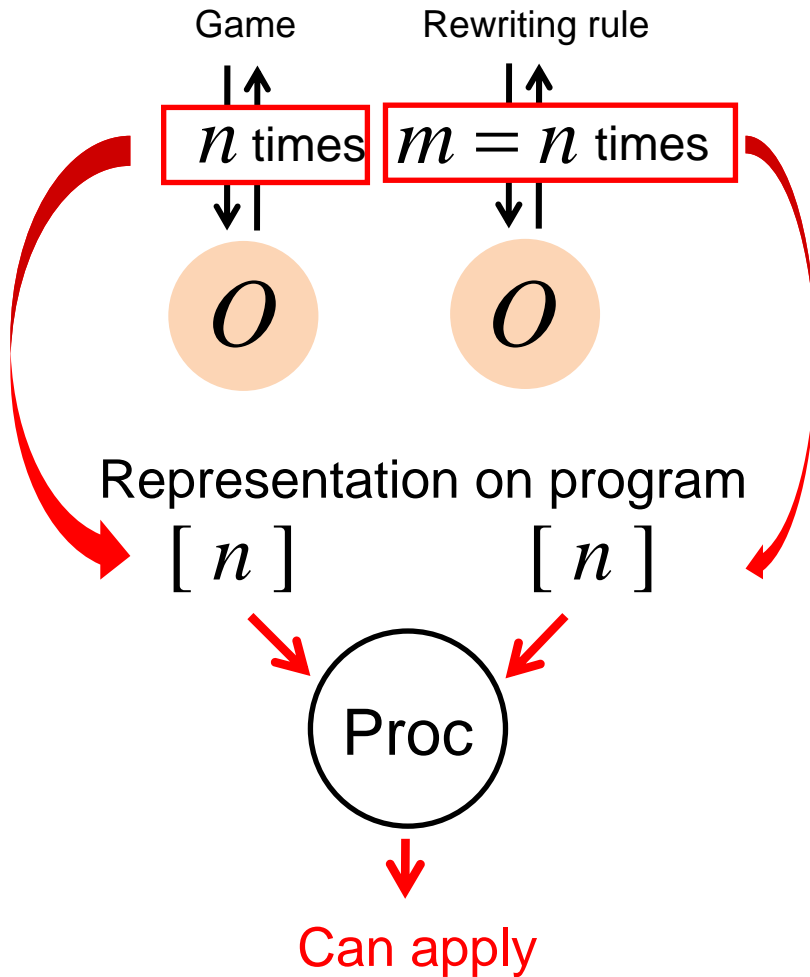 Game Rewriting rule
n times m = n times
O O
Representation on program
[ n ] [ n ]
Proc
Can apply